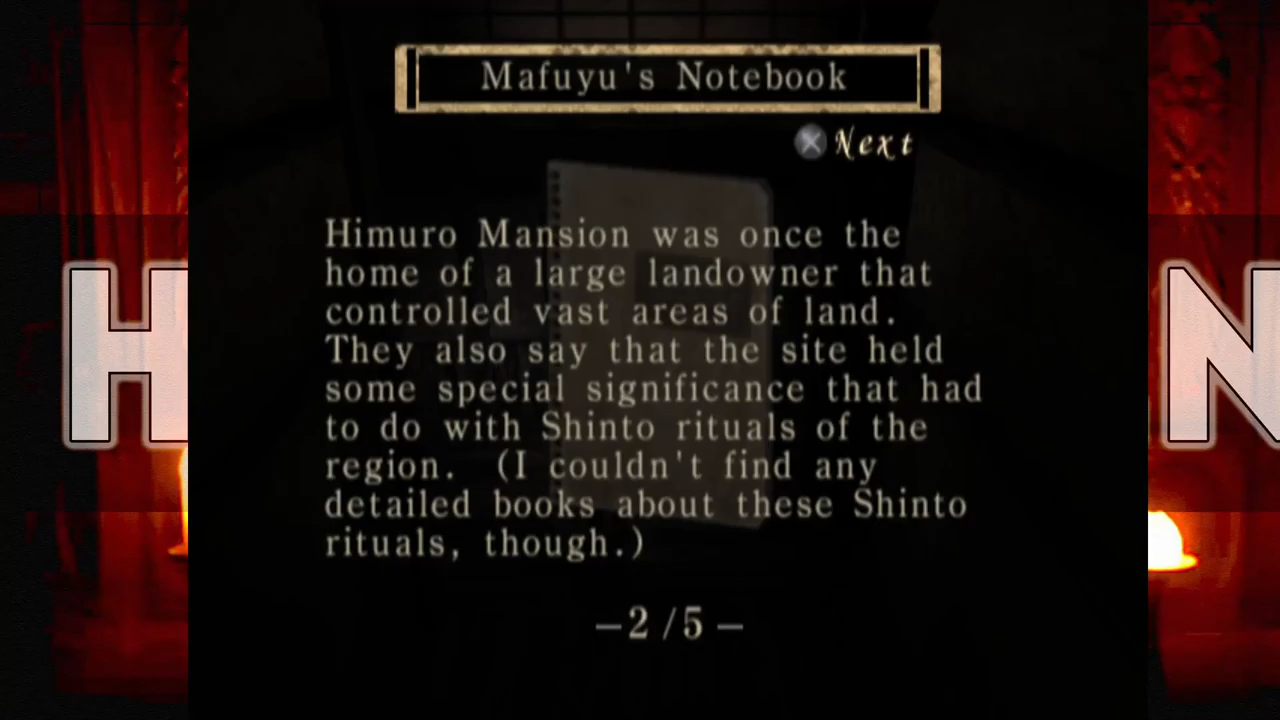 Mafuyu's Notebook
Next
Himuro Mansion was once the
home of a large landowner that
controlled vast areas of land.
They also say that the site held
some special significance that had
to do with Shinto rituals of the
region. (I couldn't find any
detailed books about these Shinto
rituals, though.)
—2/5—
H
N